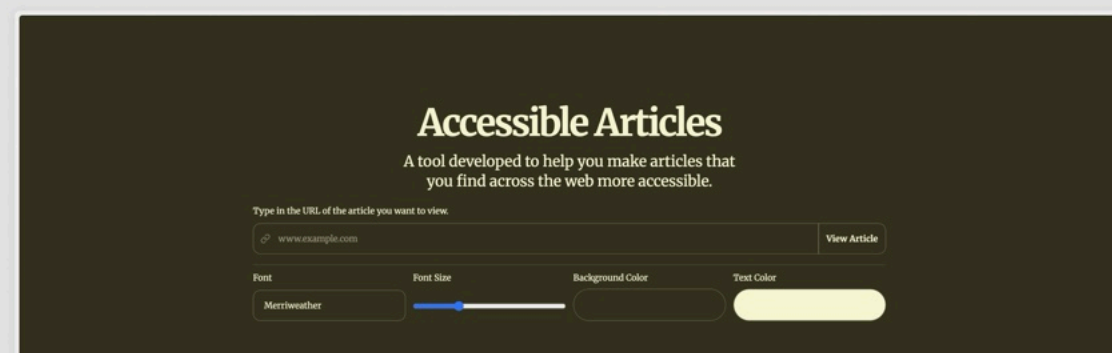 Accessible Articles
A tool developed to help you make articles that
you find across the web more accessible.
Type in the URL of the article you want to view.
www.example.com
View Article
Font
Font Size
Background Color
Text Color
Merriweather